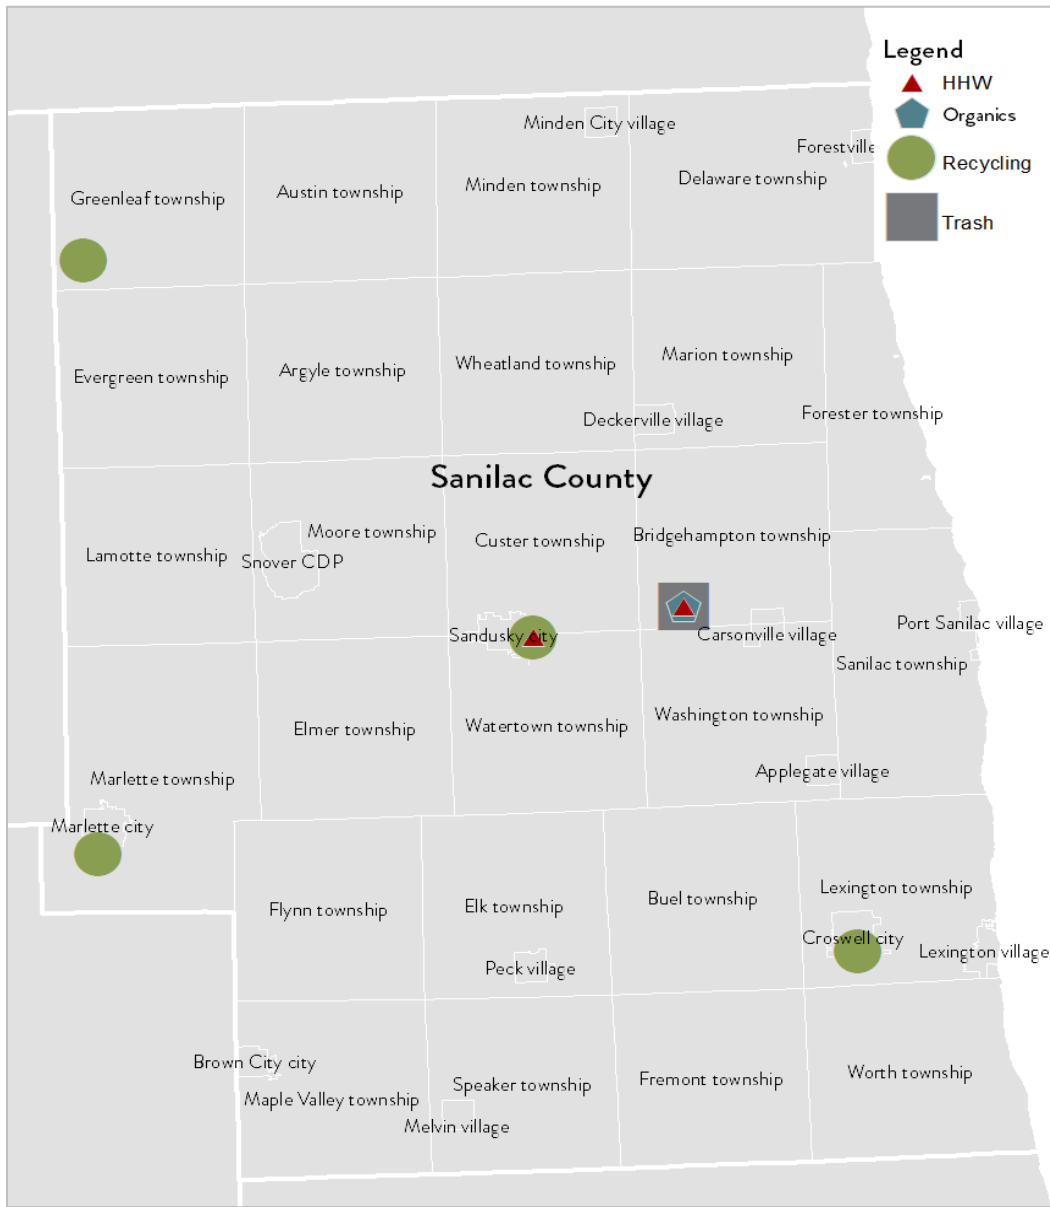 Legend
HHW
Organics
Recycling
Trash
Minden City village
Forestville
Greenleaf township
Austin township
Minden township
Delaware township
Evergreen township
Argyle township
Wheatland township
Marion township
Deckerville village
Forester township
Sanilac County
Lamotte township
Moore township
Snover CDP
Custer township
Bridgehampton township
Sandusky city
Carsonville village
Port Sanilac village
Sanilac township
Elmer township
Watertown township
Washington township
Applegate village
Marlette township
Marlette city
Flynn township
Elk township
Buel township
Lexington township
Croswell city
Lexington village
Peck village
Brown City city
Maple Valley township
Speaker township
Fremont township
Worth township
Melvin village